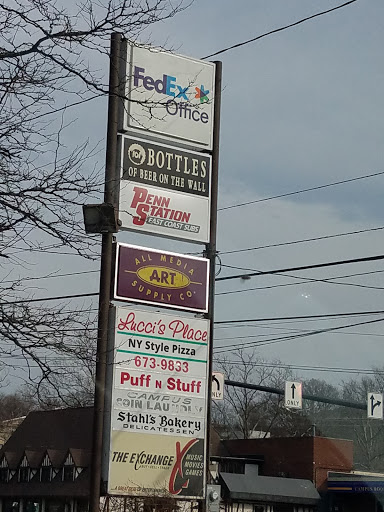 FedEx
Office
101
BOTTLES
OF BEER ON THE WALL
PENN
STATION
EAST COAST SUBS
ALL MEDIA
ART
SUPPLY CO.
Lucci's Place
NY Style Pizza
673-9833
Puff N Stuff
CAMPUS
COIN LAUNDRY
Stahl's Bakery
DELICATESSEN
THE EXCHANGE
MUSIC
MOVIES
GAMES
ONLY
ONLY